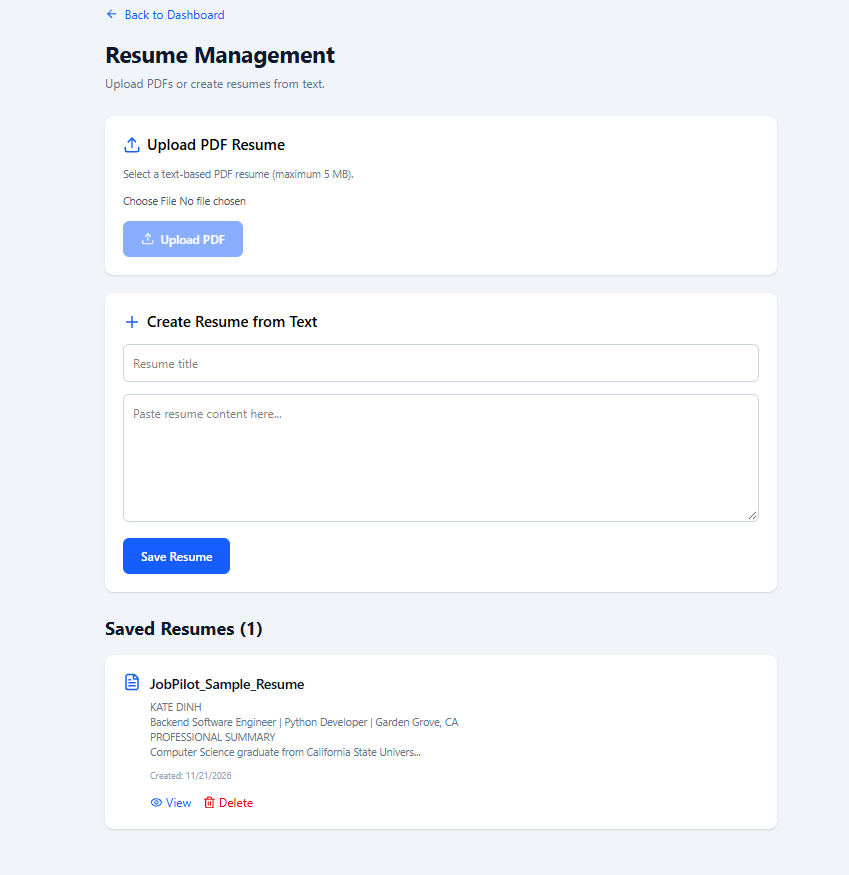 Back to Dashboard
Resume Management
Upload PDFs or create resumes from text.
Upload PDF Resume
Select a text-based PDF resume (maximum 5 MB).
Choose File No file chosen
Upload PDF
Create Resume from Text
Resume title
Paste resume content here...
Save Resume
Saved Resumes (1)
JobPilot_Sample_Resume
KATE DINH
Backend Software Engineer | Python Developer | Garden Grove, CA
PROFESSIONAL SUMMARY
Computer Science graduate from California State Univers...
Created: 11/21/2026
View Delete